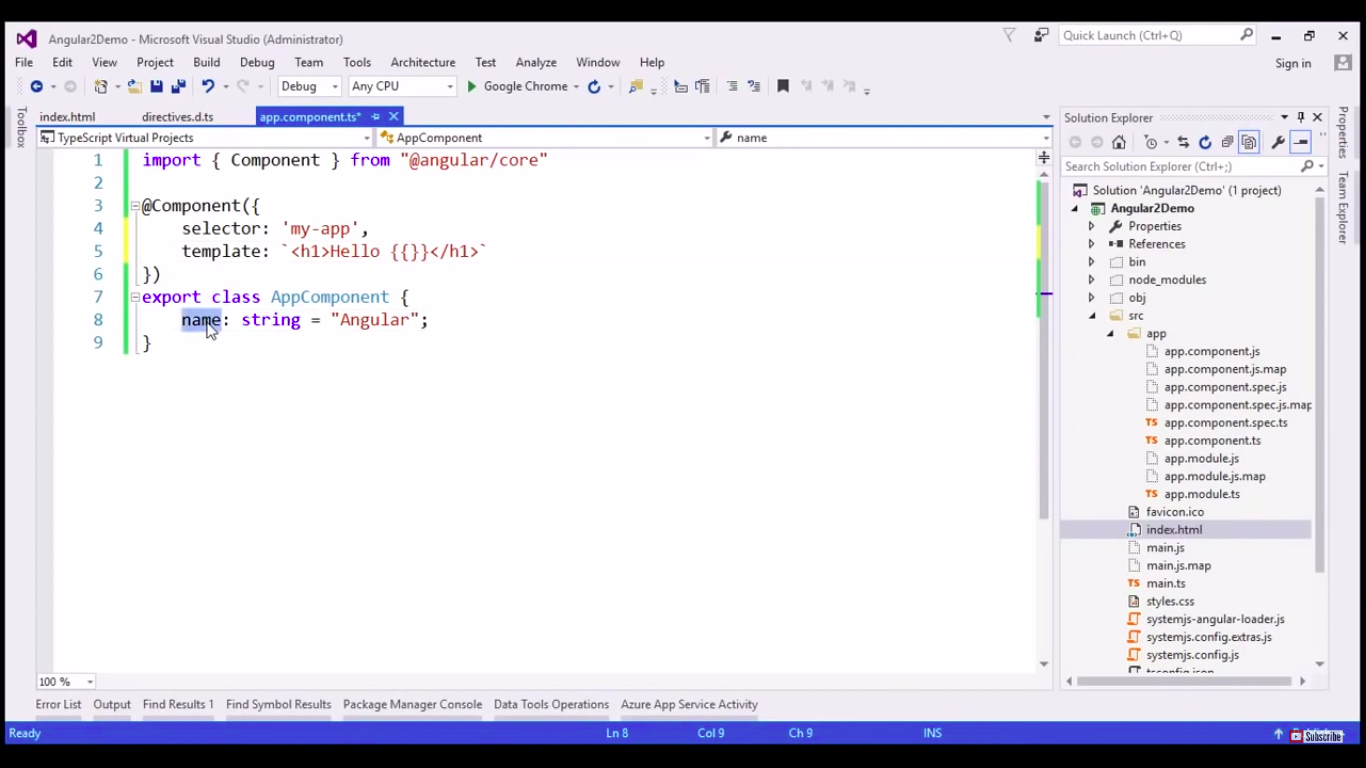 Angular2Demo - Microsoft Visual Studio (Administrator)
Quick Launch (Ctrl+Q)
File Edit View Project Build Debug Team Tools Architecture Test Analyze Window Help
Sign in
Debug Any CPU Google Chrome
Toolbox
index.html directives.d.ts app.component.ts*
TypeScript Virtual Projects AppComponent name
1 import { Component } from "@angular/core"
2
3 @Component({
4 selector: 'my-app',
5 template: `<h1>Hello {{}}</h1>`
6 })
7 export class AppComponent {
8 name: string = "Angular";
9 }
100 %
Solution Explorer
Search Solution Explorer (Ctrl+;)
Solution 'Angular2Demo' (1 project)
Angular2Demo
Properties
References
bin
node_modules
obj
src
app
app.component.js
app.component.js.map
app.component.spec.js
app.component.spec.js.map
app.component.spec.ts
app.component.ts
app.module.js
app.module.js.map
app.module.ts
favicon.ico
index.html
main.js
main.js.map
main.ts
styles.css
systemjs-angular-loader.js
systemjs.config.extras.js
systemjs.config.js
tsconfig.json
Properties
Team Explorer
Error List Output Find Results 1 Find Symbol Results Package Manager Console Data Tools Operations Azure App Service Activity
Ready Ln 8 Col 9 Ch 9 INS
Subscribe